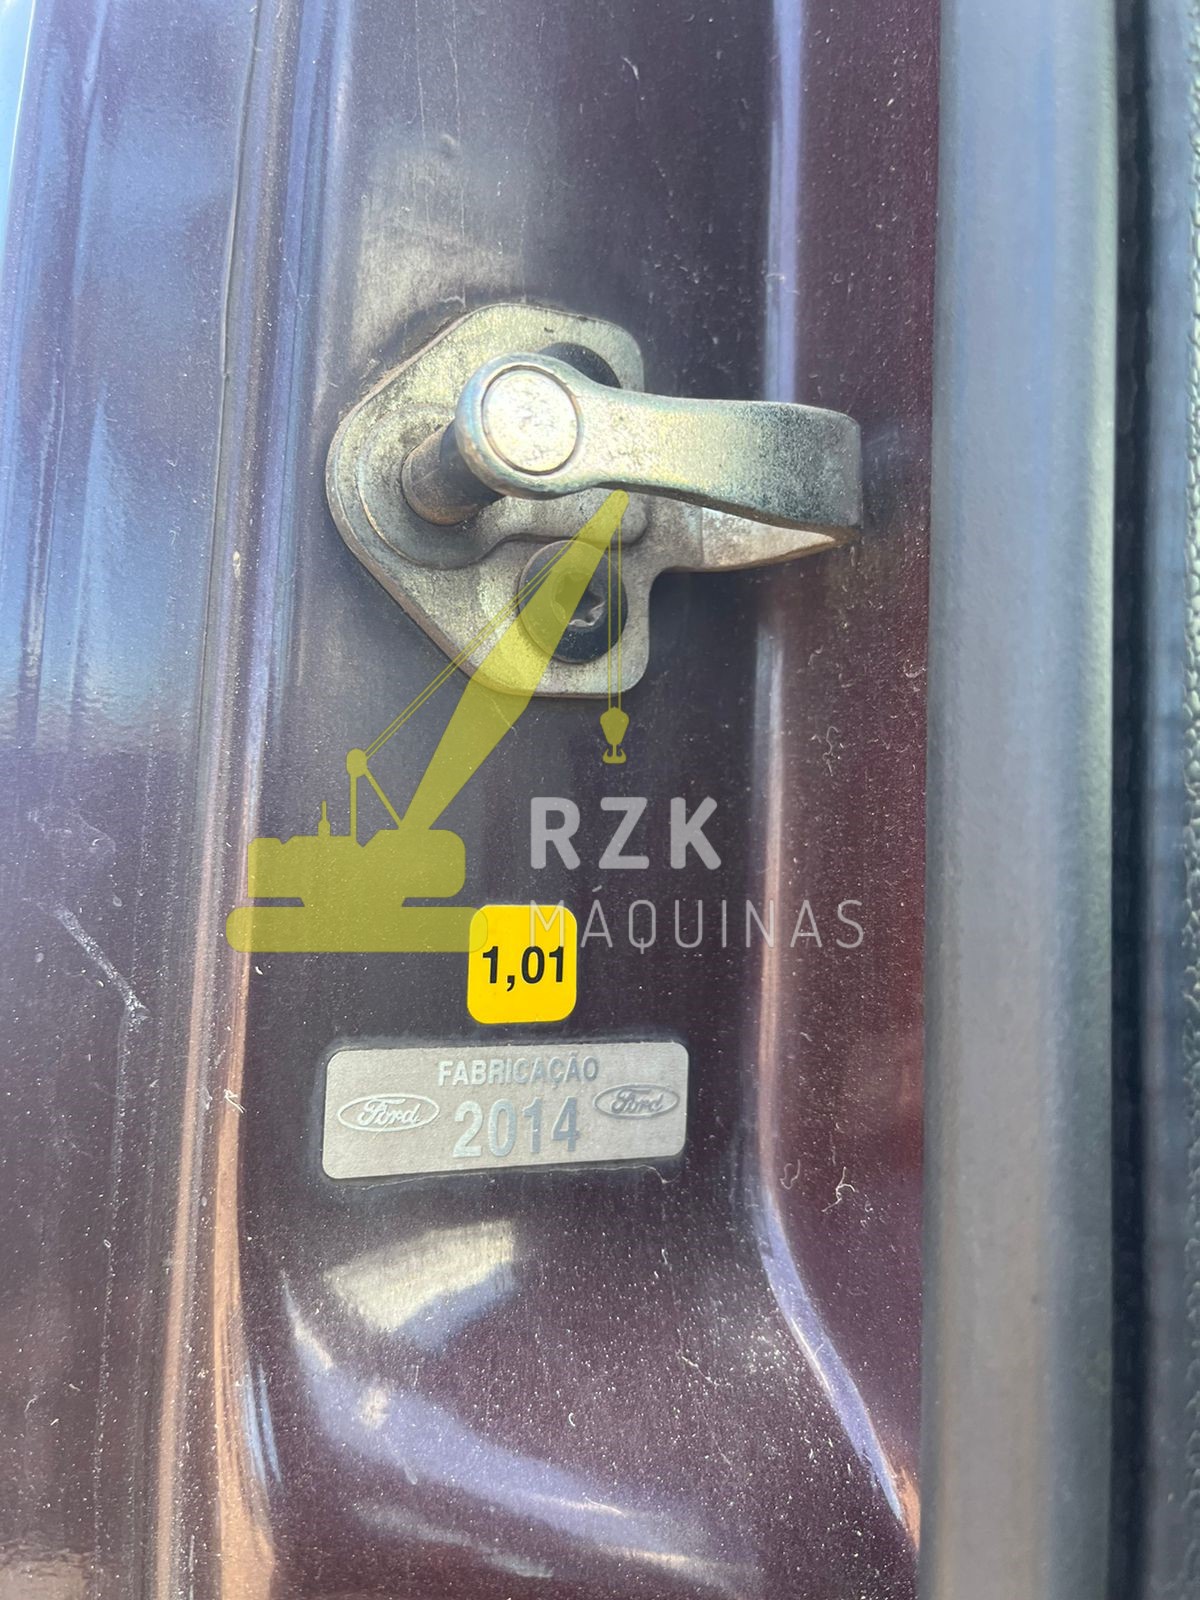 RZK
MÁQUINAS
1,01
FABRICAÇÃO
Ford 2014 Ford